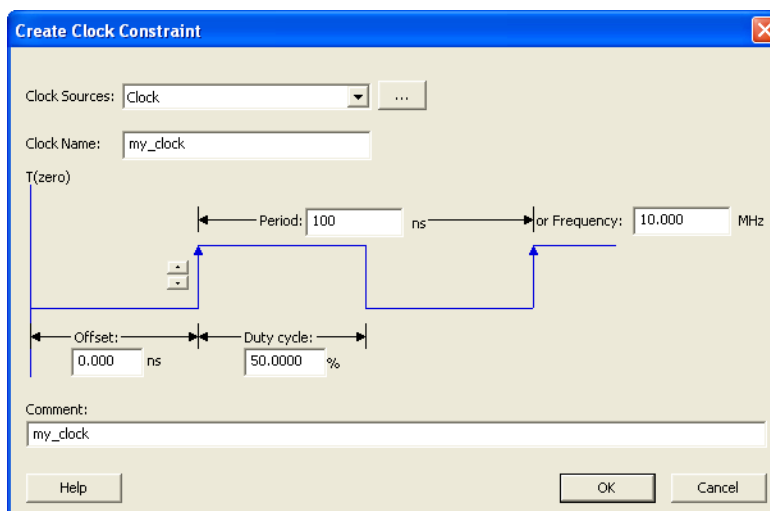 Create Clock Constraint
Clock Sources: Clock ...
Clock Name: my_clock
T(zero)
Period: 100 ns or Frequency: 10.000 MHz
Offset: Duty cycle:
0.000 ns 50.0000 %
Comment:
my_clock
Help OK Cancel